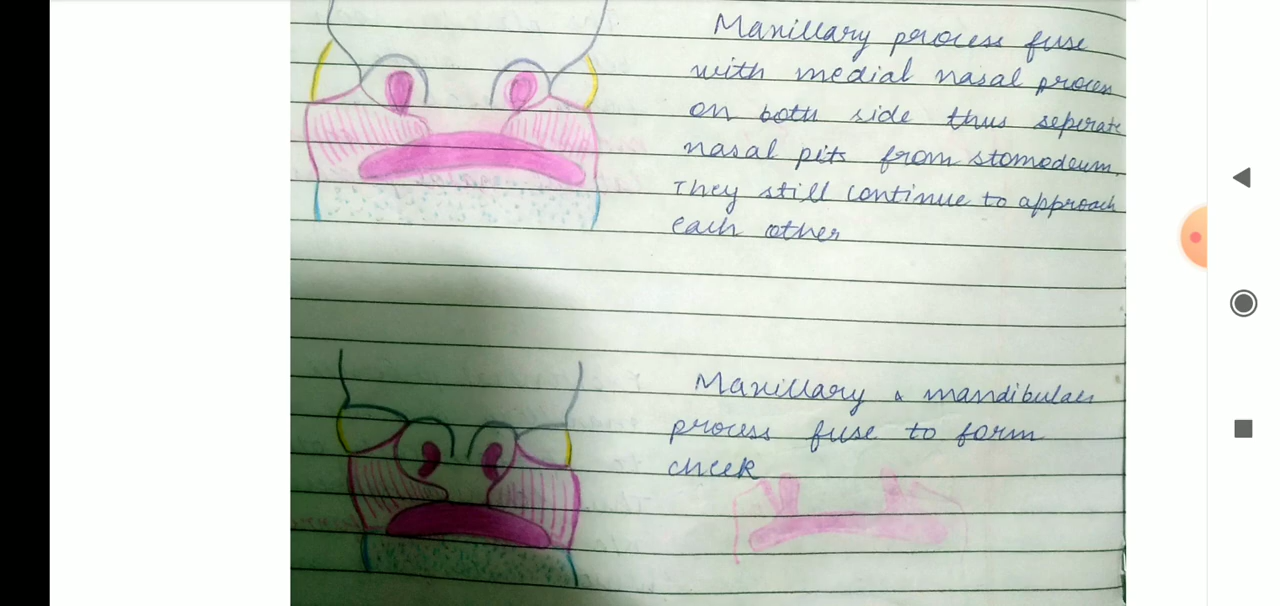 Maxillary process fuse
with medial nasal process
on both side thus seperate
nasal pits from stomodeum.
They still continue to approach
each other
Maxillary & mandibular
process fuse to form
cheek